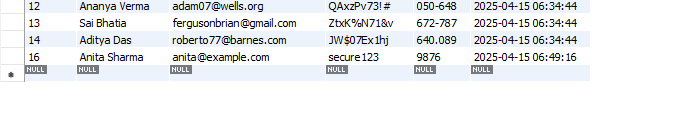 12 Ananya Verma adam07@wells.org QAxzPv73!# 050-648 2025-04-15 06:34:44
13 Sai Bhatia fergusonbrian@gmail.com ZtxK%N71&v 672-787 2025-04-15 06:34:44
14 Aditya Das roberto77@barnes.com JW$07Ex1hj 640.089 2025-04-15 06:34:44
16 Anita Sharma anita@example.com secure123 9876 2025-04-15 06:49:16
NULL NULL NULL NULL NULL NULL